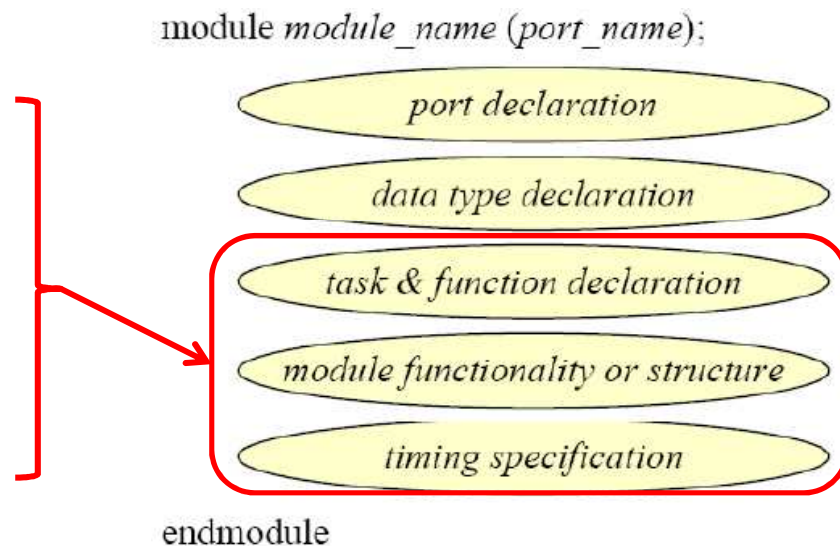 module module_name (port_name);
port declaration
data type declaration
task & function declaration
module functionality or structure
timing specification
endmodule